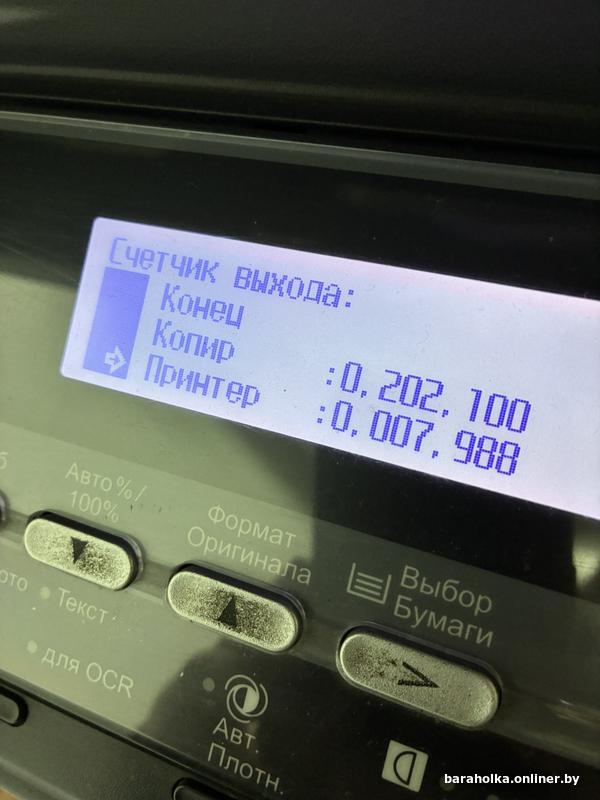 Счетчик выхода:
Конец
Копир :0,202,100
Принтер :0,007,988
Авто%/
100%
Формат
Оригинала
Выбор
Бумаги
Текст
для OCR
Авт.
Плотн.
baraholka.onliner.by